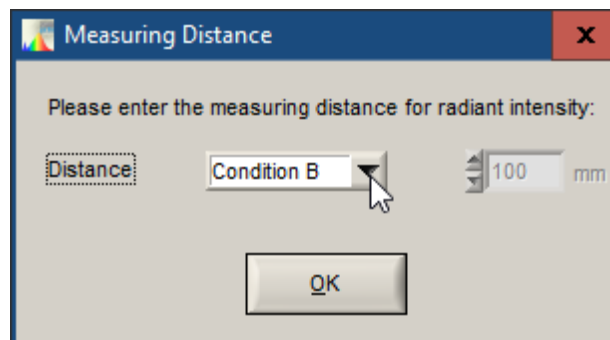 Measuring Distance
x
Please enter the measuring distance for radiant intensity:
Distance Condition B 100 mm
OK